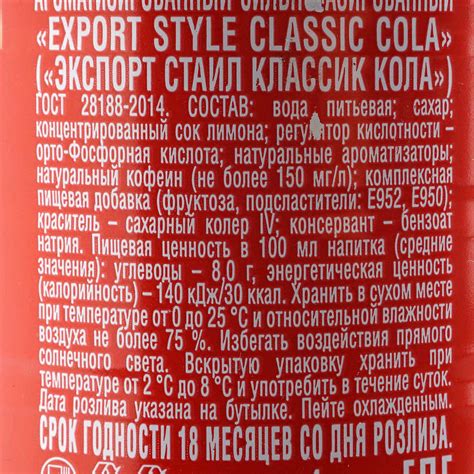 АРОМАТИЗИРОВАННЫЙ СИЛЬНОГАЗИРОВАННЫЙ
«EXPORT STYLE CLASSIC COLA»
(«ЭКСПОРТ СТАИЛ КЛАССИК КОЛА»)
ГОСТ 28188-2014. СОСТАВ: вода питьевая; сахар;
концентрированный сок лимона; регулятор кислотности –
орто-Фосфорная кислота; натуральные ароматизаторы;
натуральный кофеин (не более 150 мг/л); комплексная
пищевая добавка (фруктоза, подсластители: Е952, Е950);
краситель – сахарный колер IV; консервант – бензоат
натрия. Пищевая ценность в 100 мл напитка (средние
значения): углеводы – 8,0 г, энергетическая ценность
(калорийность) – 140 кДж/30 ккал. Хранить в сухом месте
при температуре от 0 до 25 °С и относительной влажности
воздуха не более 75 %. Избегать воздействия прямого
солнечного света. Вскрытую упаковку хранить при
температуре от 2 °С до 8 °С и употребить в течение суток.
Дата розлива указана на бутылке. Пейте охлажденным.
СРОК ГОДНОСТИ 18 МЕСЯЦЕВ СО ДНЯ РОЗЛИВА.